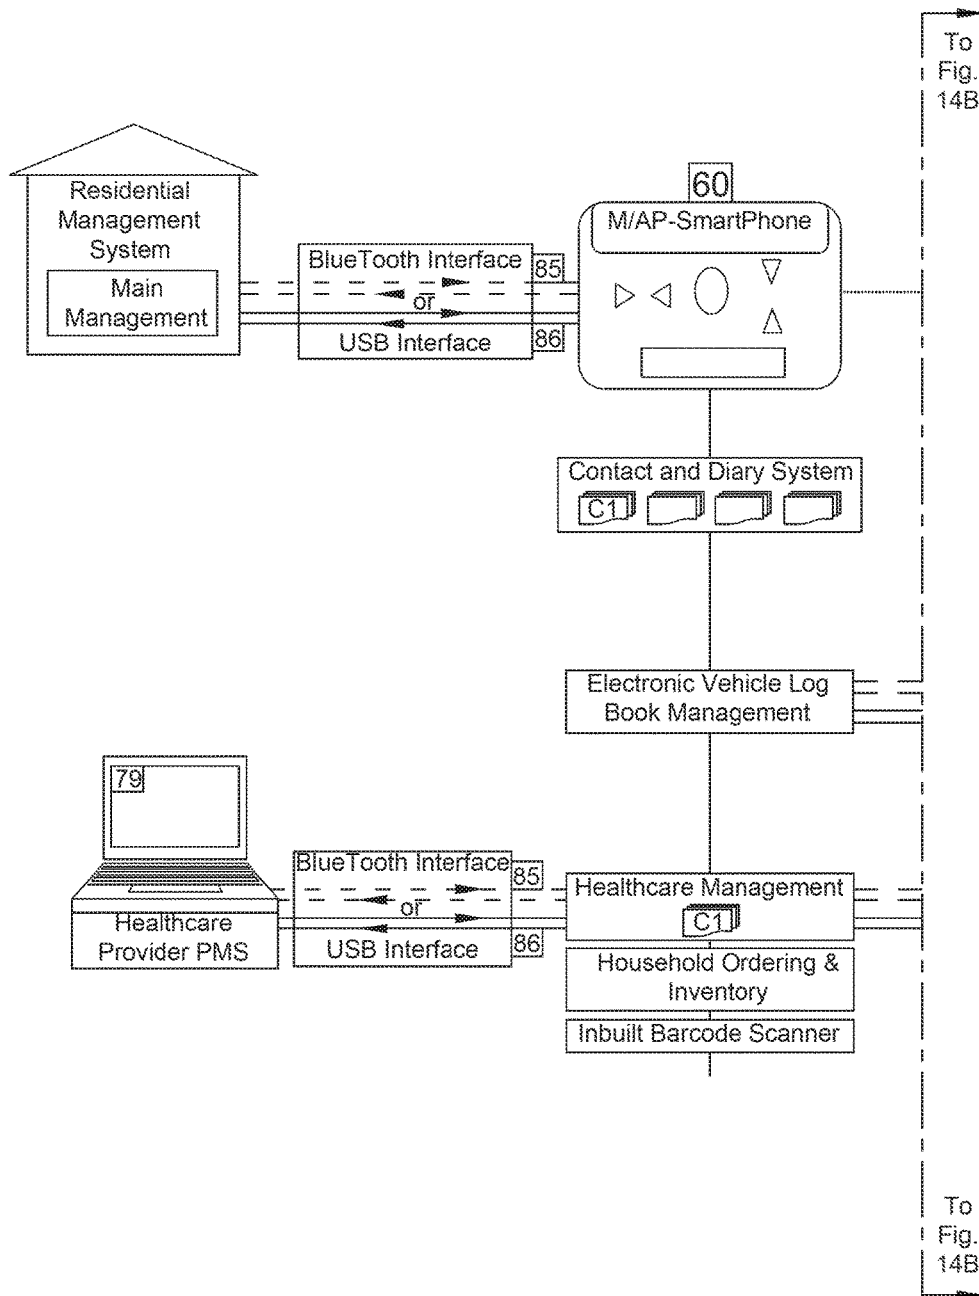 To
Fig.
14B
60
M/AP-SmartPhone
Residential
Management
System
Main
Management
BlueTooth Interface
85
or
USB Interface
86
Contact and Diary System
C1
Electronic Vehicle Log
Book Management
79
Healthcare
Provider PMS
BlueTooth Interface
85
or
USB Interface
86
Healthcare Management
C1
Household Ordering &
Inventory
Inbuilt Barcode Scanner
To
Fig.
14B